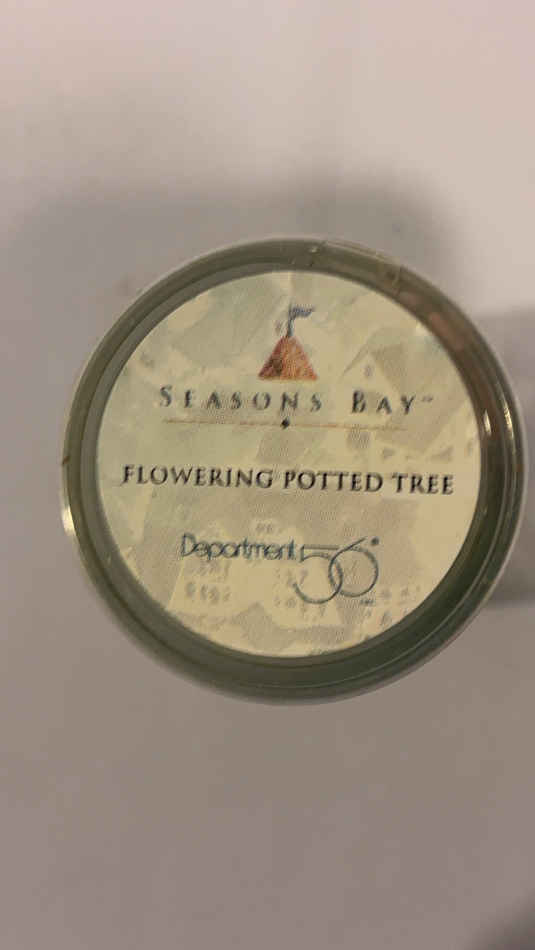 SEASONS BAY™
FLOWERING POTTED TREE
Department 56®